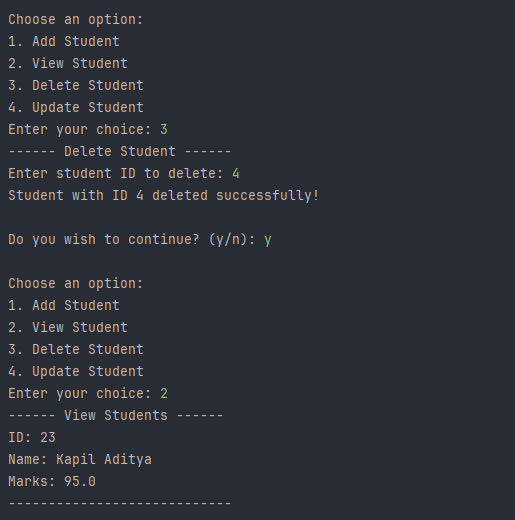 Choose an option:
1. Add Student
2. View Student
3. Delete Student
4. Update Student
Enter your choice: 3
------ Delete Student ------
Enter student ID to delete: 4
Student with ID 4 deleted successfully!
Do you wish to continue? (y/n): y
Choose an option:
1. Add Student
2. View Student
3. Delete Student
4. Update Student
Enter your choice: 2
------ View Students ------
ID: 23
Name: Kapil Aditya
Marks: 95.0
----------------------------